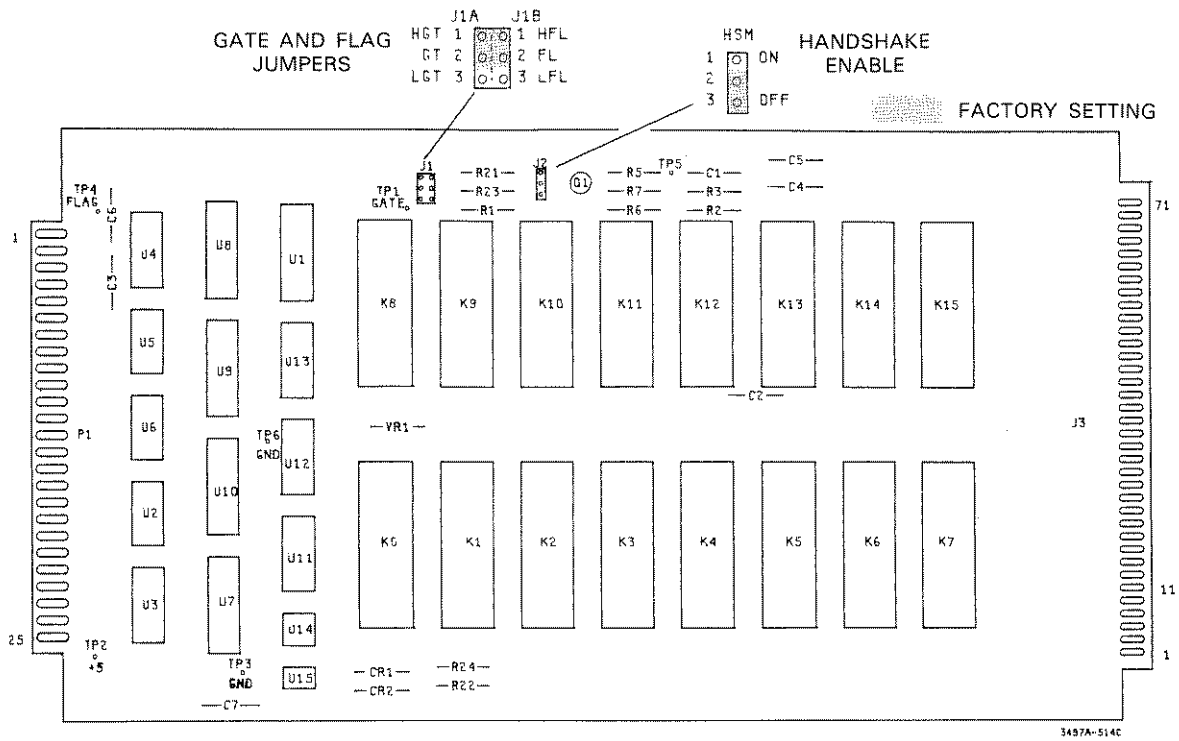 J1A J1B
HGT 1 1 HFL
GT 2 2 FL
LGT 3 3 LFL
GATE AND FLAG
JUMPERS
HSM
1 ON
2
3 OFF
HANDSHAKE
ENABLE
FACTORY SETTING
TP4
FLAG
C6
C3
TP1
GATE
J1
R21
R23
R1
J2
Q1
R5
R7
R6
TP5
C1
R3
R2
C5
C4
1
71
U4
U8
U1
K8
K9
K10
K11
K12
K13
K14
K15
U5
U9
U13
C2
P1
U6
TP6
GND
U12
VR1
J3
U2
U10
U11
K0
K1
K2
K3
K4
K5
K6
K7
U3
U7
U14
11
25
1
TP2
+5
TP3
GND
U15
CR1
CR2
R24
R22
C7
3497A-514C